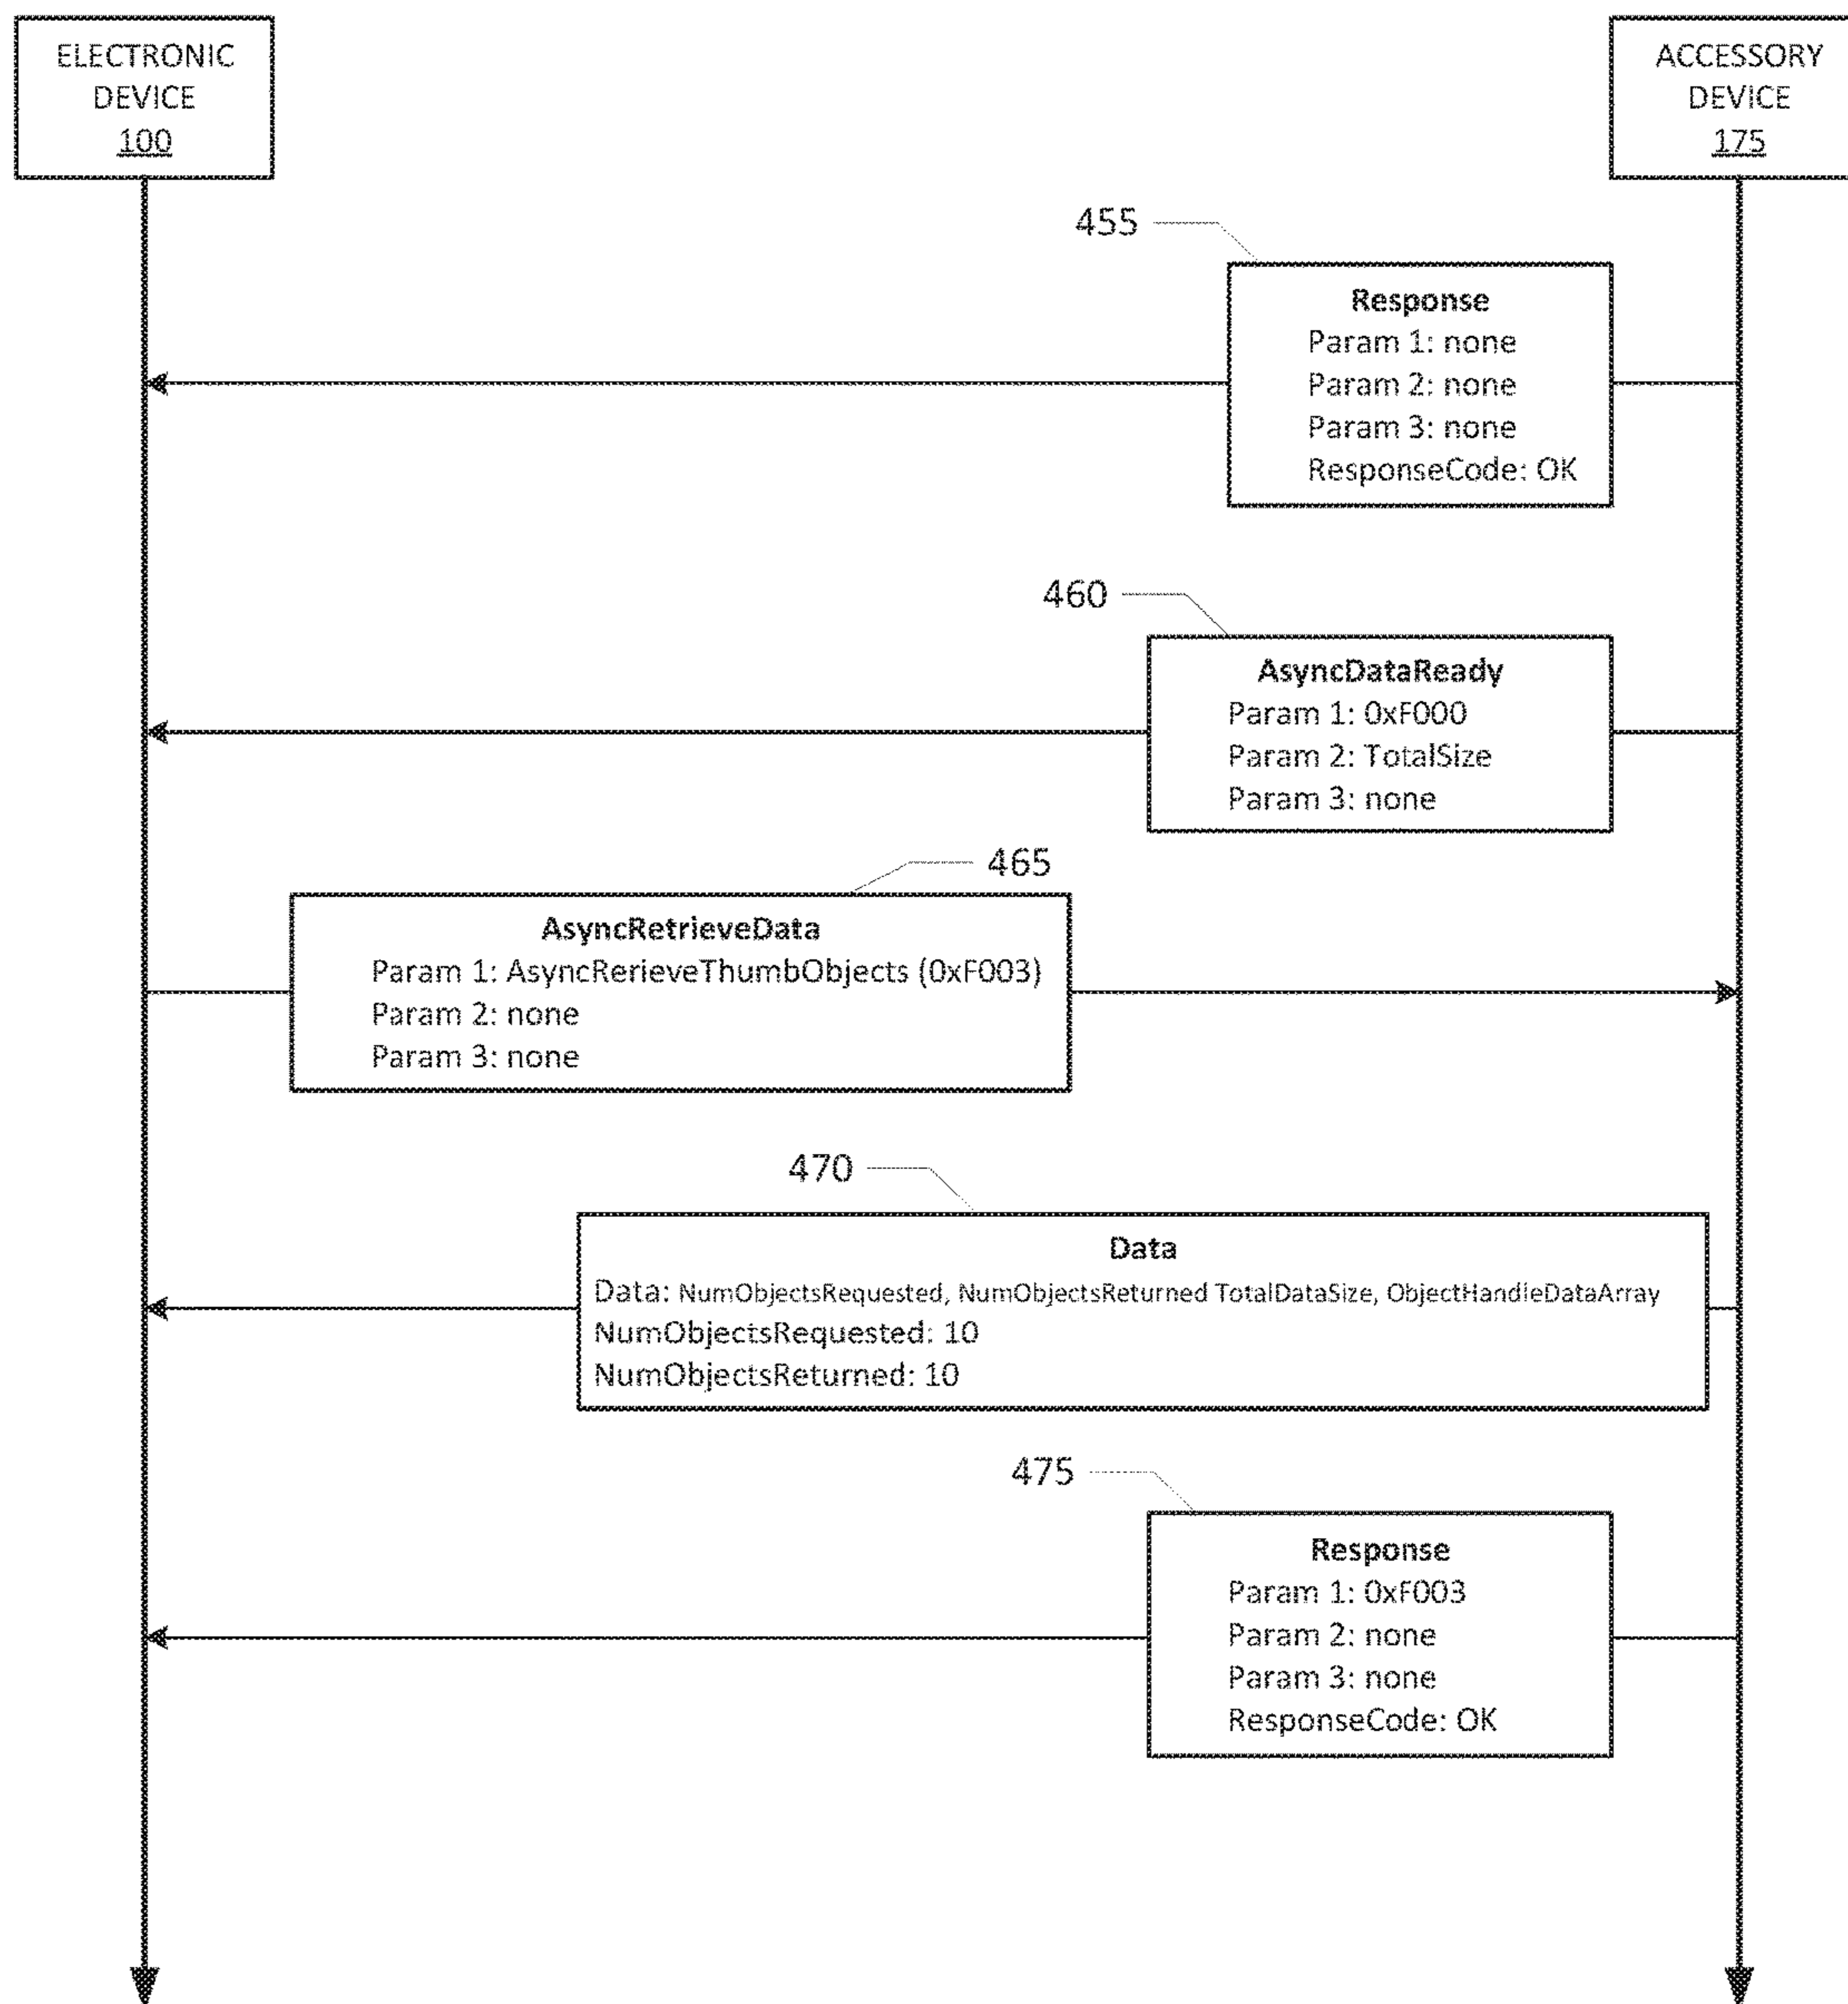 ELECTRONIC
DEVICE
100
ACCESSORY
DEVICE
175
455
Response
Param 1: none
Param 2: none
Param 3: none
ResponseCode: OK
460
AsyncDataReady
Param 1: 0xF000
Param 2: TotalSize
Param 3: none
465
AsyncRetrieveData
Param 1: AsyncRerieveThumbObjects (0xF003)
Param 2: none
Param 3: none
470
Data
Data: NumObjectsRequested, NumObjectsReturned TotalDataSize, ObjectHandleDataArray
NumObjectsRequested: 10
NumObjectsReturned: 10
475
Response
Param 1: 0xF003
Param 2: none
Param 3: none
ResponseCode: OK